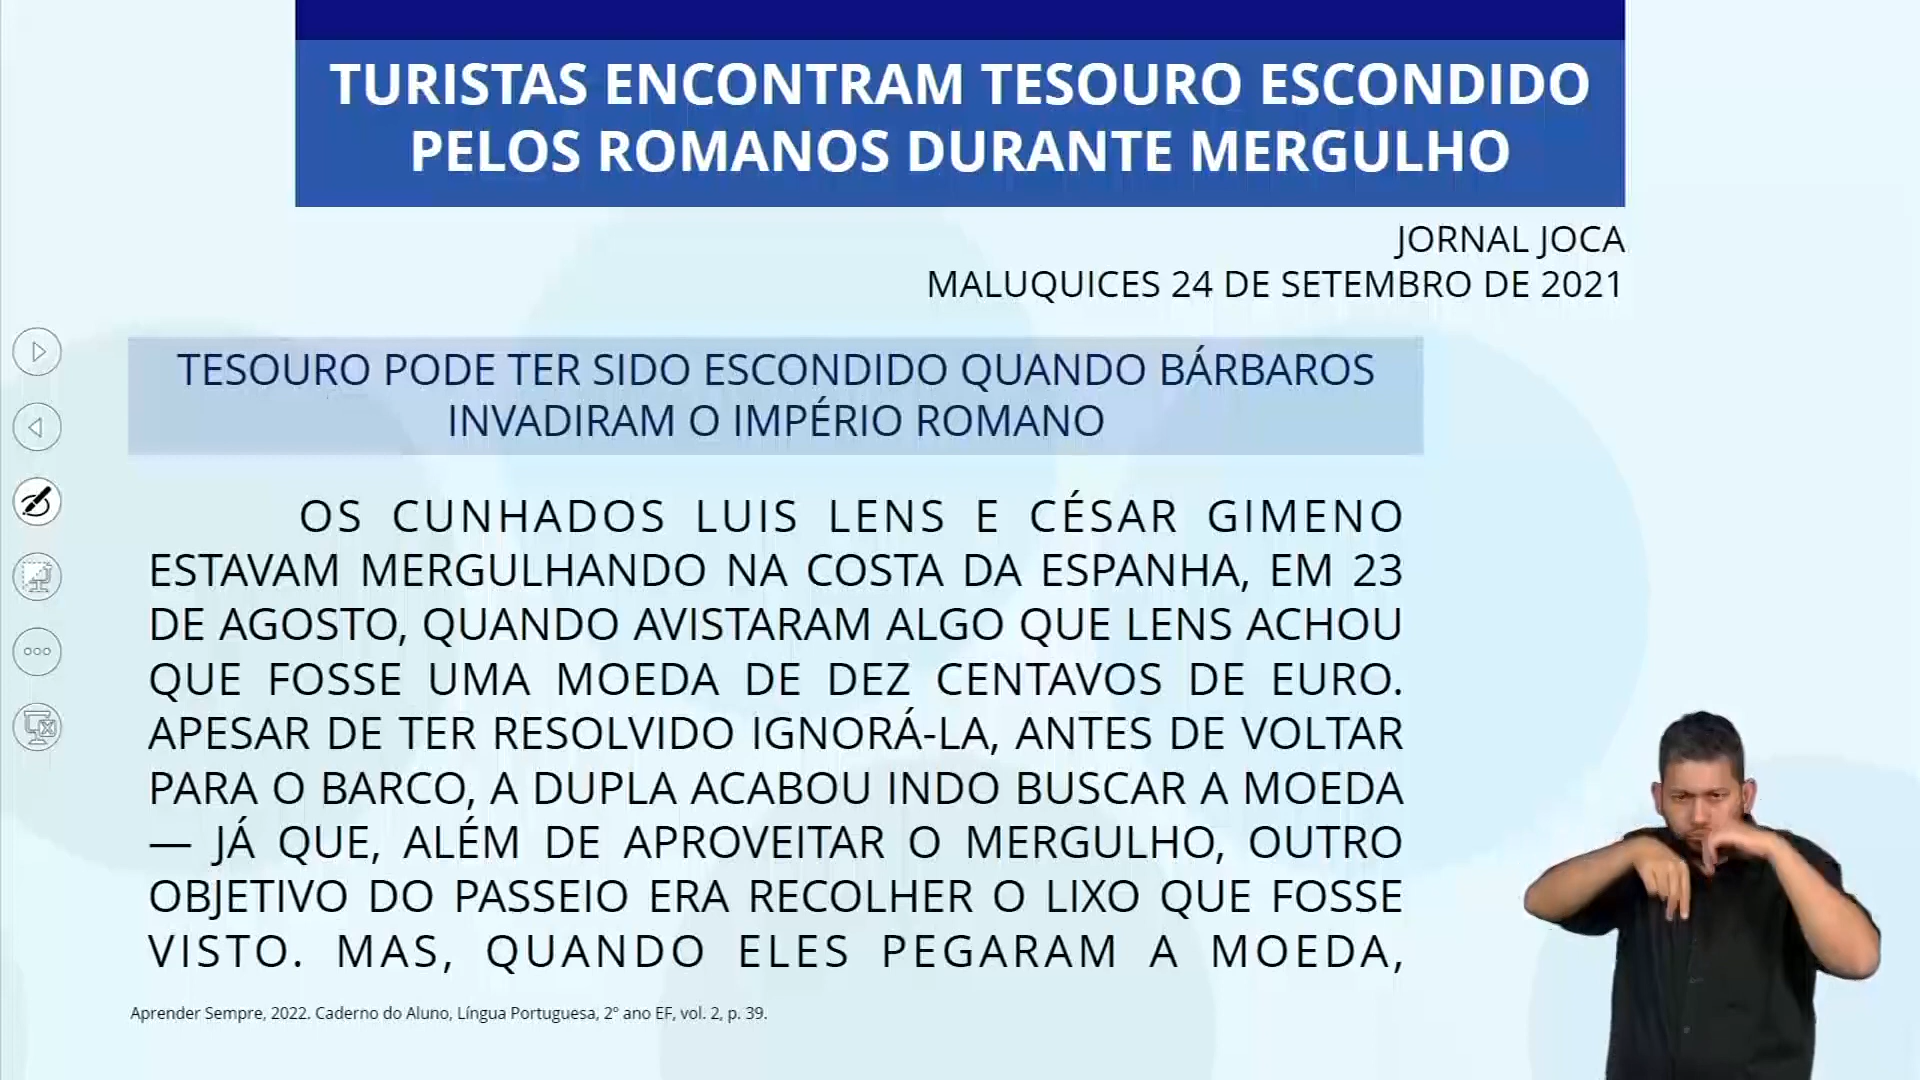 TURISTAS ENCONTRAM TESOURO ESCONDIDO
PELOS ROMANOS DURANTE MERGULHO
JORNAL JOCA
MALUQUICES 24 DE SETEMBRO DE 2021
TESOURO PODE TER SIDO ESCONDIDO QUANDO BÁRBAROS
INVADIRAM O IMPÉRIO ROMANO
OS CUNHADOS LUIS LENS E CÉSAR GIMENO
ESTAVAM MERGULHANDO NA COSTA DA ESPANHA, EM 23
DE AGOSTO, QUANDO AVISTARAM ALGO QUE LENS ACHOU
QUE FOSSE UMA MOEDA DE DEZ CENTAVOS DE EURO.
APESAR DE TER RESOLVIDO IGNORÁ-LA, ANTES DE VOLTAR
PARA O BARCO, A DUPLA ACABOU INDO BUSCAR A MOEDA
— JÁ QUE, ALÉM DE APROVEITAR O MERGULHO, OUTRO
OBJETIVO DO PASSEIO ERA RECOLHER O LIXO QUE FOSSE
VISTO. MAS, QUANDO ELES PEGARAM A MOEDA,
Aprender Sempre, 2022. Caderno do Aluno, Língua Portuguesa, 2º ano EF, vol. 2, p. 39.